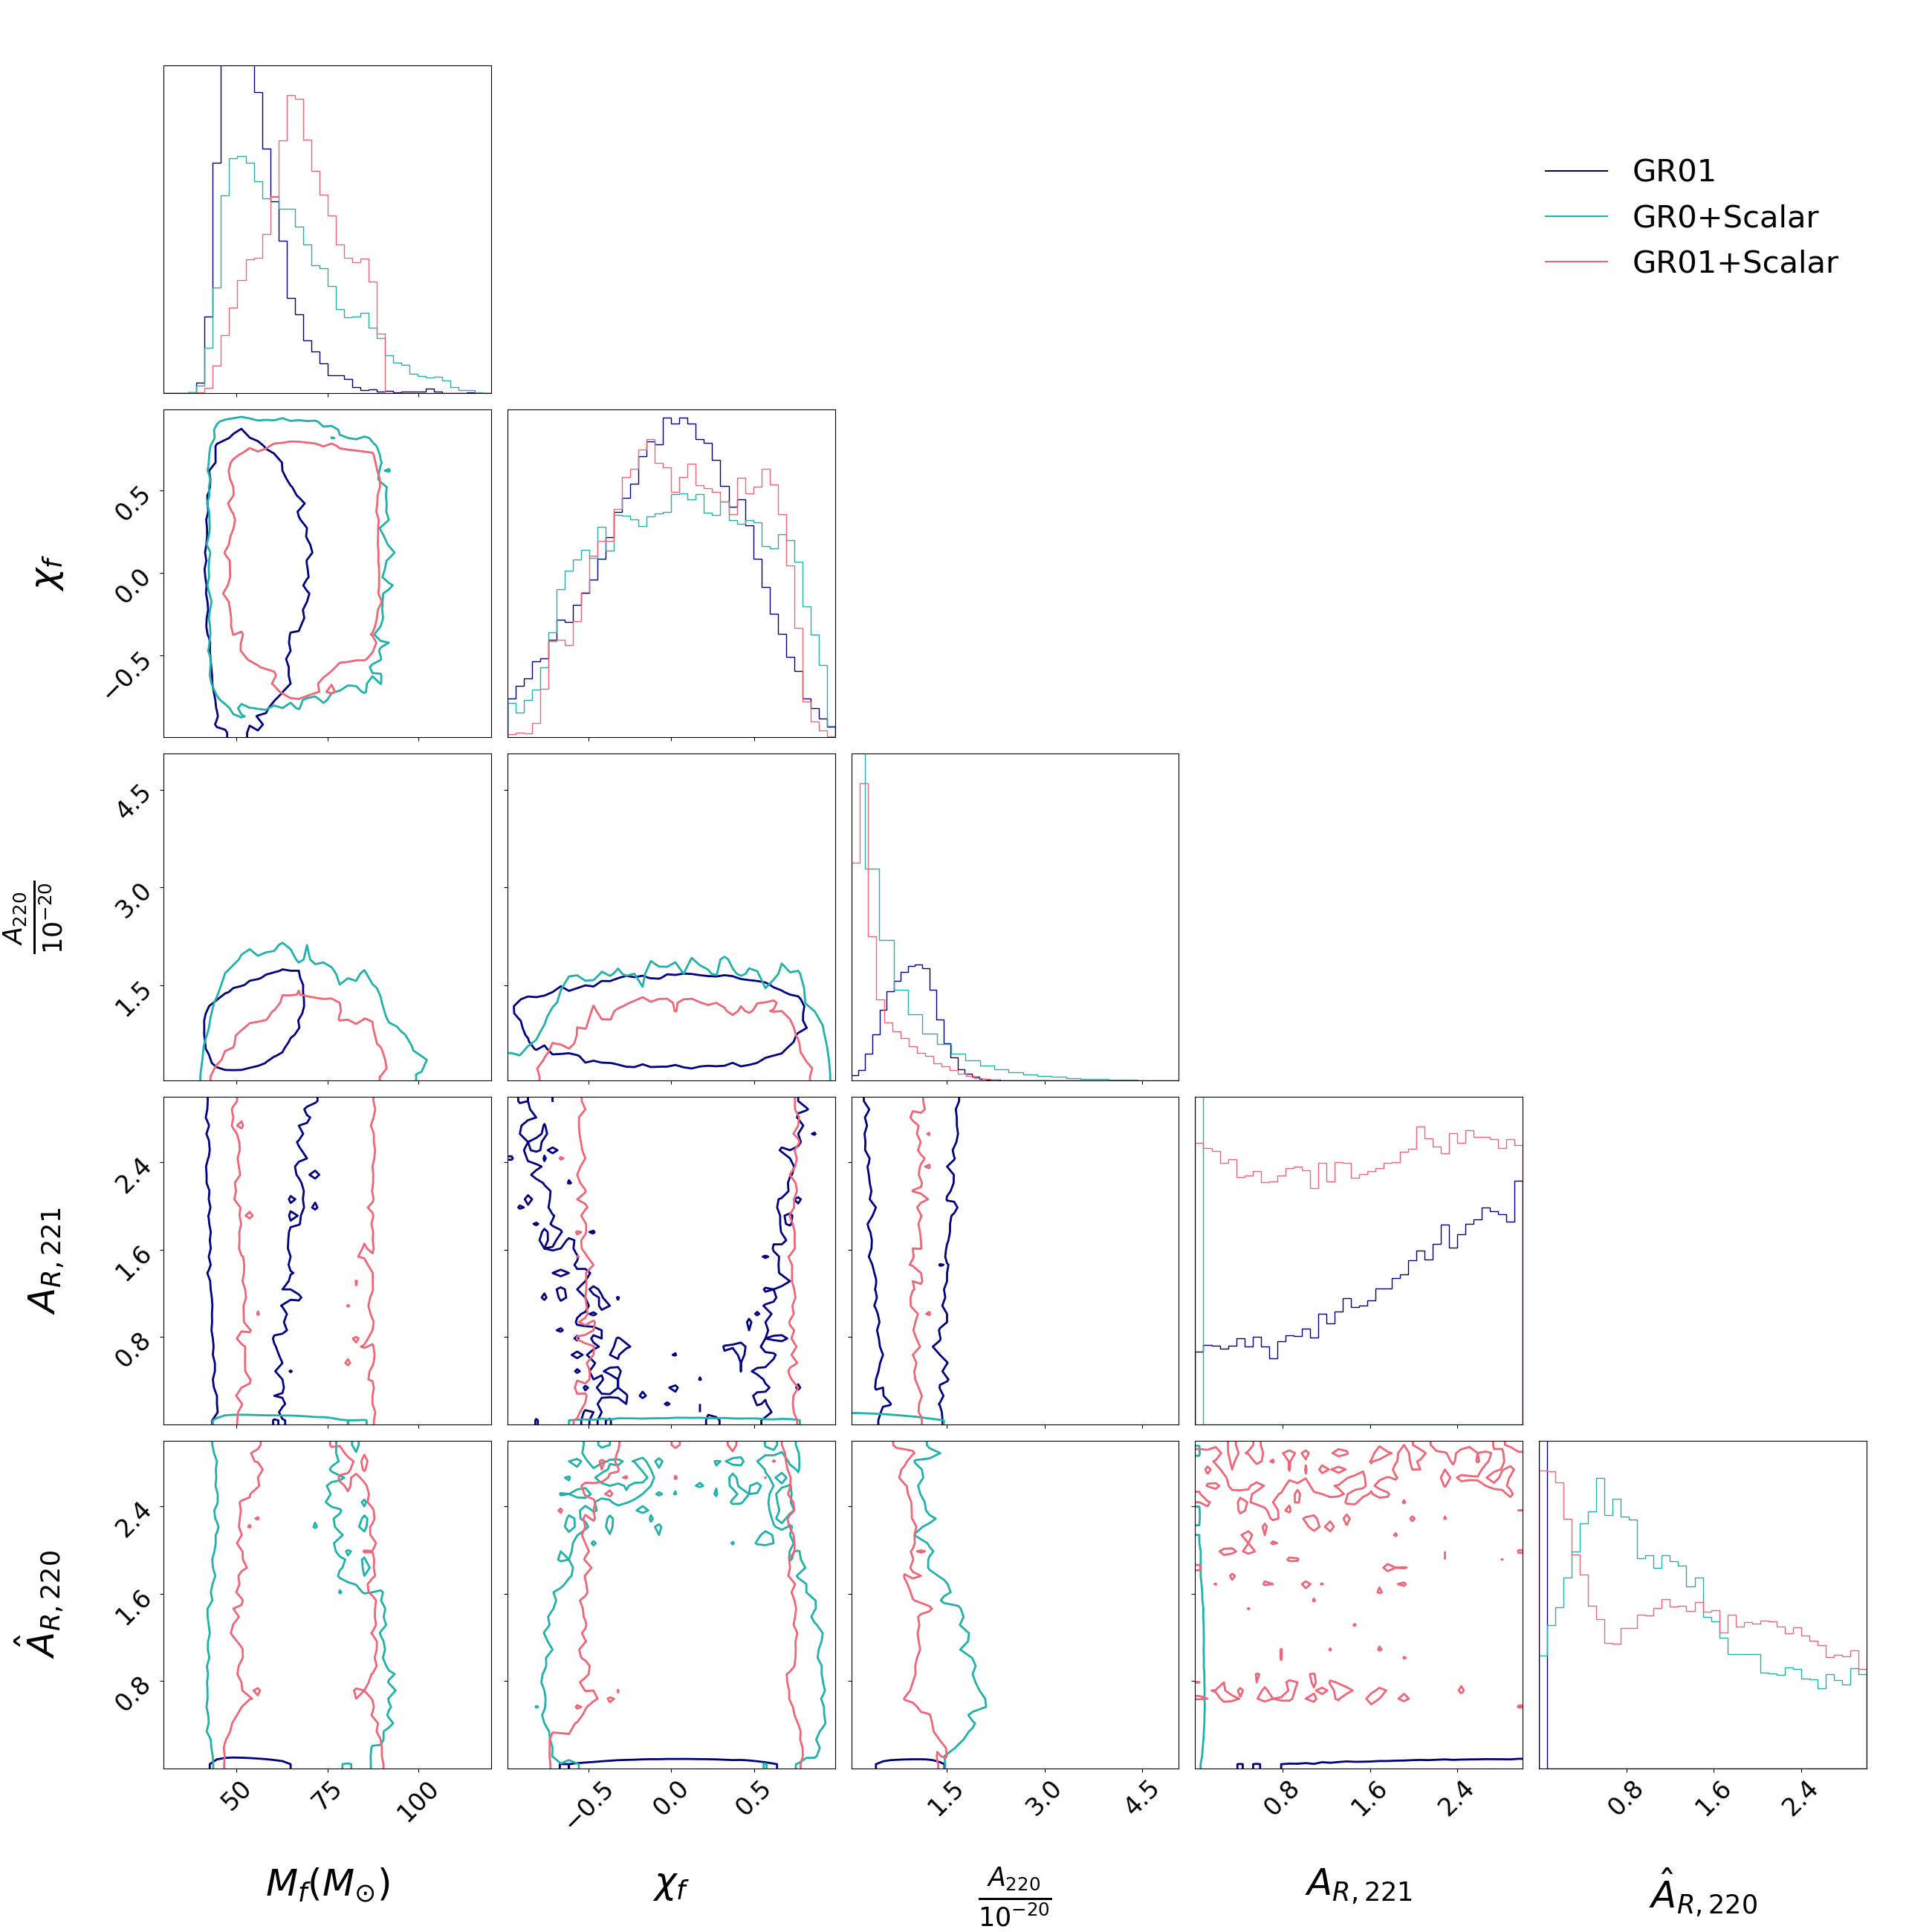 GR01
GR0+Scalar
GR01+Scalar
χf
0.5
0.0
−0.5
A220
10−20
4.5
3.0
1.5
AR, 221
2.4
1.6
0.8
ÂR, 220
2.4
1.6
0.8
50 75 100
−0.5 0.0 0.5
1.5 3.0 4.5
0.8 1.6 2.4
0.8 1.6 2.4
Mf(M⊙)
χf
A220
10−20
AR, 221
ÂR, 220